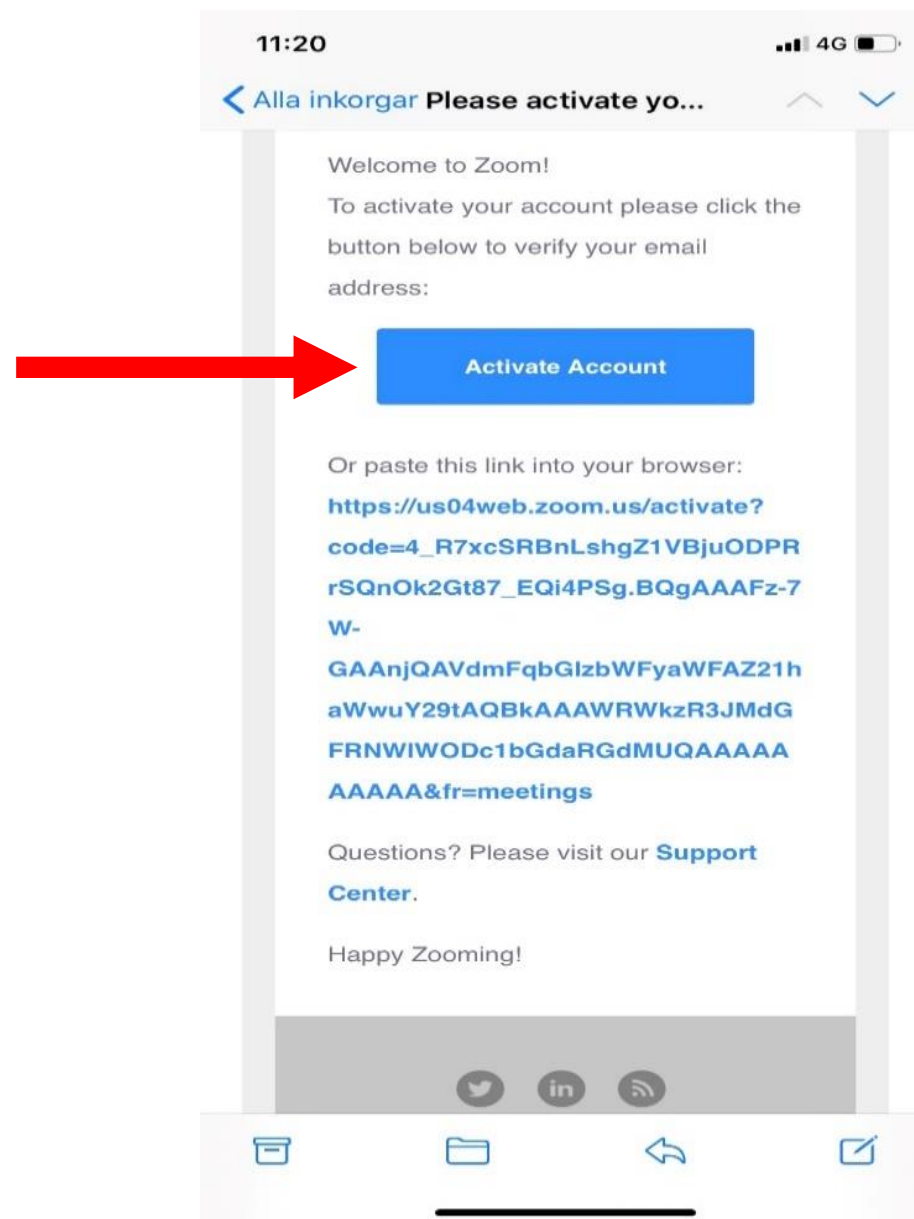 11:20
4G
Alla inkorgar Please activate yo...
Welcome to Zoom!
To activate your account please click the
button below to verify your email
address:
Activate Account
Or paste this link into your browser:
https://us04web.zoom.us/activate?
code=4_R7xcSRBnLshgZ1VBjuODPR
rSQnOk2Gt87_EQi4PSg.BQgAAAFz-7
W-
GAAnjQAVdmFqbGlzbWFyaWFAZ21h
aWwuY29tAQBkAAAWRWkzR3JMdG
FRNWlWODc1bGdaRGdMUQAAAAA
AAAAA&fr=meetings
Questions? Please visit our Support
Center.
Happy Zooming!
in